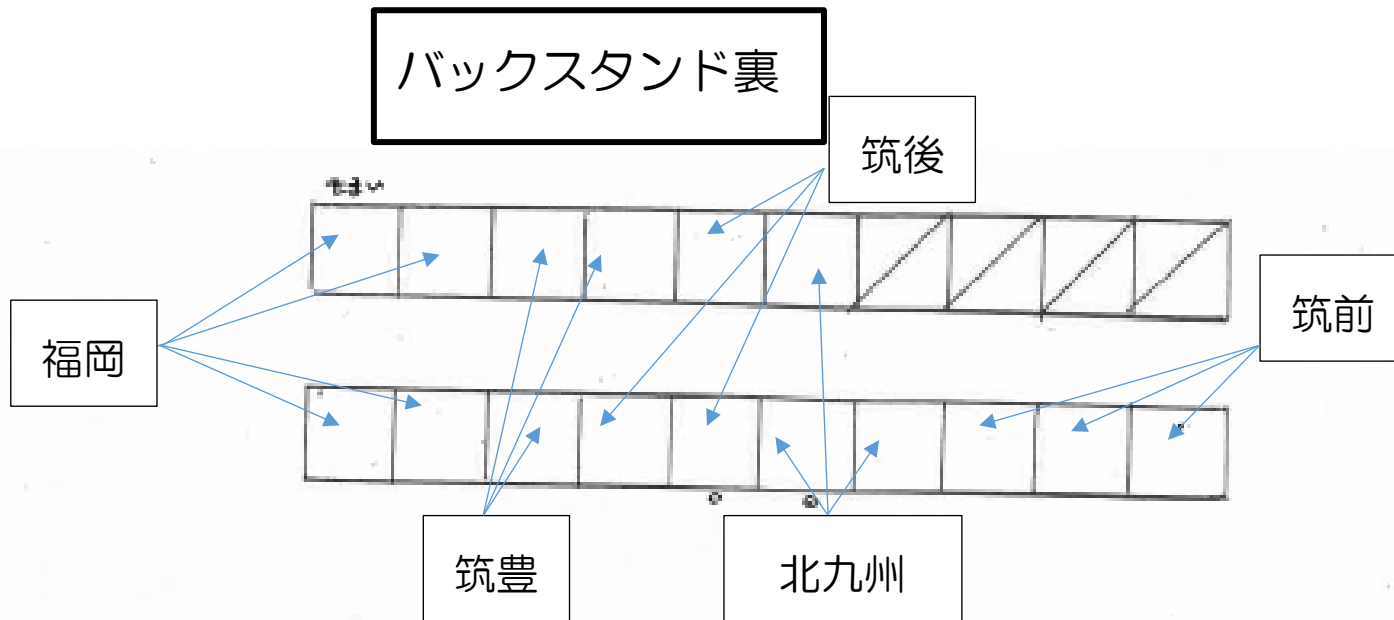 バックスタンド裏
筑後
福岡
筑前
筑豊
北九州